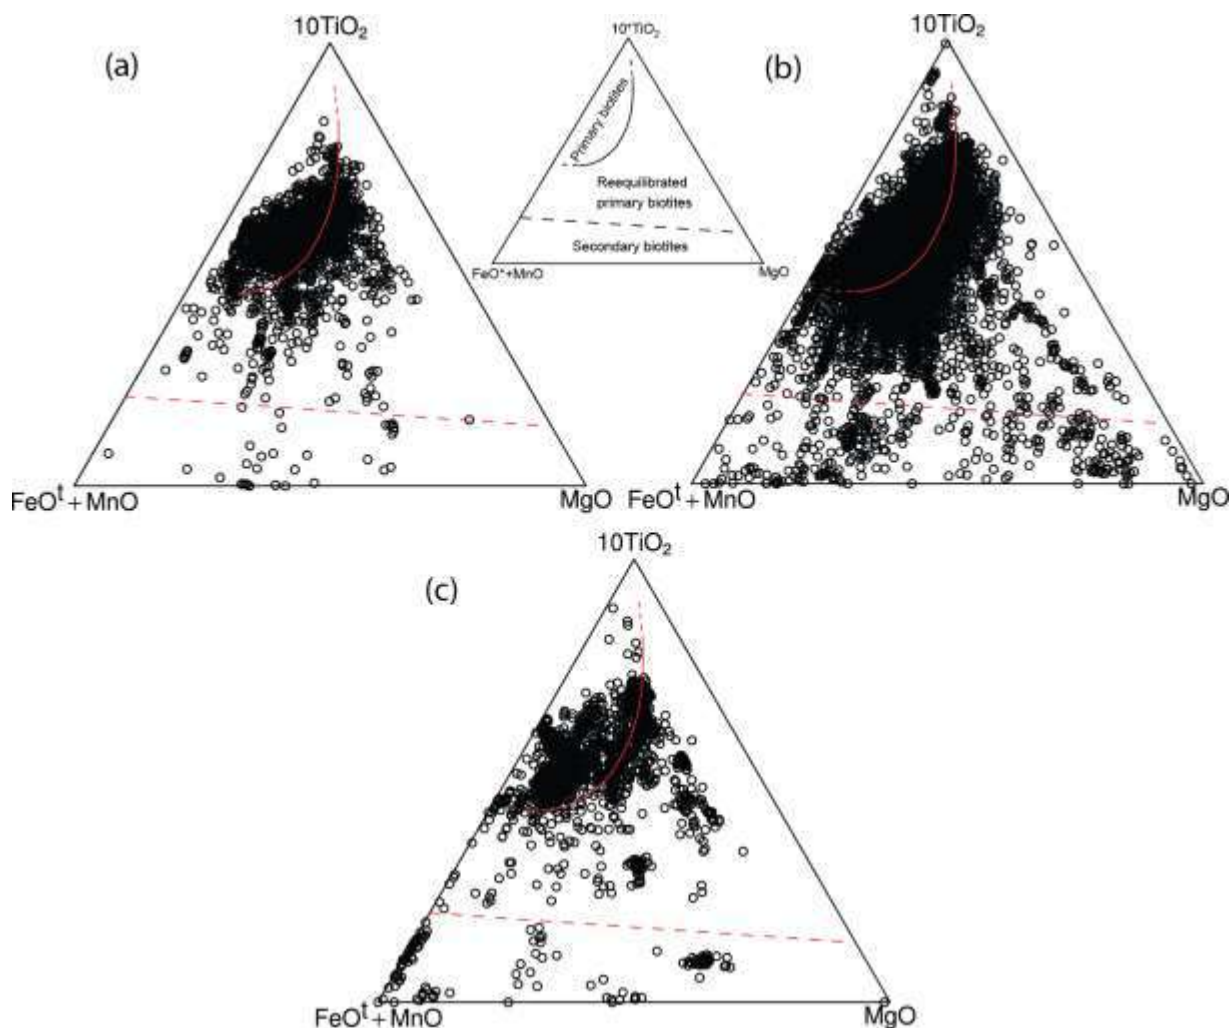 (a)
10TiO₂
FeOᵗ+MnO
MgO
10*TiO₂
Primary biotites
Reequilibrated
primary biotites
Secondary biotites
FeO*+MnO
MgO
(b)
10TiO₂
FeOᵗ+MnO
MgO
(c)
10TiO₂
FeOᵗ+MnO
MgO